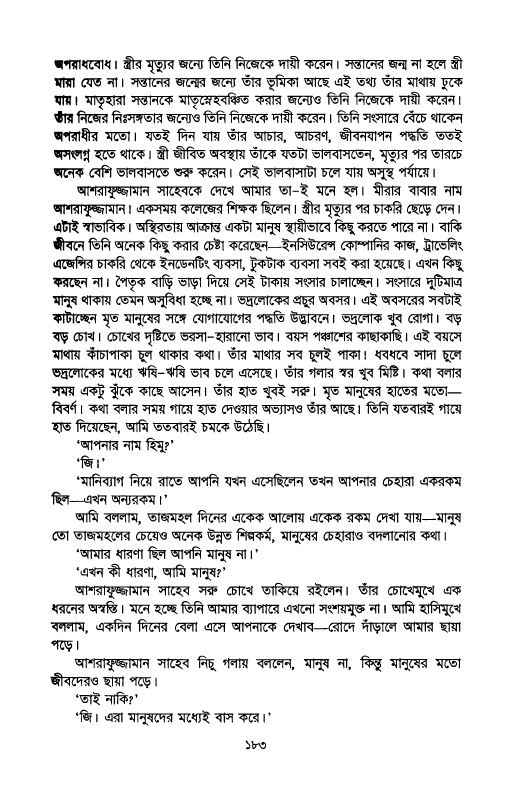 অপরাধবোধ। স্ত্রীর মৃত্যুর জন্যে তিনি নিজেকে দায়ী করেন। সন্তানের জন্ম না হলে স্ত্রী
মারা যেত না। সন্তানের জন্মের জন্যে তাঁর ভূমিকা আছে এই তথ্য তাঁর মাথায় ঢুকে
যায়। মাতৃহারা সন্তানকে মাতৃস্নেহবঞ্চিত করার জন্যেও তিনি নিজেকে দায়ী করেন।
তাঁর নিজের নিঃসঙ্গতার জন্যেও তিনি নিজেকে দায়ী করেন। তিনি সংসারে বেঁচে থাকেন
অপরাধীর মতো। যতই দিন যায় তাঁর আচার, আচরণ, জীবনযাপন পদ্ধতি ততই
অসংলগ্ন হতে থাকে। স্ত্রী জীবিত অবস্থায় তাঁকে যতটা ভালবাসতেন, মৃত্যুর পর তারচে
অনেক বেশি ভালবাসতে শুরু করেন। সেই ভালবাসাটা চলে যায় অসুস্থ পর্যায়ে।
আশরাফুজ্জামান সাহেবকে দেখে আমার তা-ই মনে হল। মীরার বাবার নাম
আশরাফুজ্জামান। একসময় কলেজের শিক্ষক ছিলেন। স্ত্রীর মৃত্যুর পর চাকরি ছেড়ে দেন।
এটাই স্বাভাবিক। অস্থিরতায় আক্রান্ত একটা মানুষ স্থায়ীভাবে কিছু করতে পারে না। বাকি
জীবনে তিনি অনেক কিছু করার চেষ্টা করেছেন—ইনসিউরেন্স কোম্পানির কাজ, ট্রাভেলিং
এজেন্সির চাকরি থেকে ইনডেনটিং ব্যবসা, টুকটাক ব্যবসা সবই করা হয়েছে। এখন কিছু
করছেন না। পৈতৃক বাড়ি ভাড়া দিয়ে সেই টাকায় সংসার চালাচ্ছেন। সংসারে দুটিমাত্র
মানুষ থাকায় তেমন অসুবিধা হচ্ছে না। ভদ্রলোকের প্রচুর অবসর। এই অবসরের সবটাই
কাটাচ্ছেন মৃত মানুষের সঙ্গে যোগাযোগের পদ্ধতি উদ্ভাবনে। ভদ্রলোক খুব রোগা। বড়
বড় চোখ। চোখের দৃষ্টিতে ভরসা-হারানো ভাব। বয়স পঞ্চাশের কাছাকাছি। এই বয়সে
মাথায় কাঁচাপাকা চুল থাকার কথা। তাঁর মাথার সব চুলই পাকা। ধবধবে সাদা চুলে
ভদ্রলোকের মধ্যে ঋষি-ঋষি ভাব চলে এসেছে। তাঁর গলার স্বর খুব মিষ্টি। কথা বলার
সময় একটু ঝুঁকে কাছে আসেন। তাঁর হাত খুবই সরু। মৃত মানুষের হাতের মতো—
বিবর্ণ। কথা বলার সময় গায়ে হাত দেওয়ার অভ্যাসও তাঁর আছে। তিনি যতবারই গায়ে
হাত দিয়েছেন, আমি ততবারই চমকে উঠেছি।
‘আপনার নাম হিমু?’
‘জি।’
‘মানিব্যাগ নিয়ে রাতে আপনি যখন এসেছিলেন তখন আপনার চেহারা একরকম
ছিল—এখন অন্যরকম।’
আমি বললাম, তাজমহল দিনের একেক আলোয় একেক রকম দেখা যায়—মানুষ
তো তাজমহলের চেয়েও অনেক উন্নত শিল্পকর্ম, মানুষের চেহারাও বদলানোর কথা।
‘আমার ধারণা ছিল আপনি মানুষ না।’
‘এখন কী ধারণা, আমি মানুষ?’
আশরাফুজ্জামান সাহেব সরু চোখে তাকিয়ে রইলেন। তাঁর চোখেমুখে এক
ধরনের অস্বস্তি। মনে হচ্ছে তিনি আমার ব্যাপারে এখনো সংশয়মুক্ত না। আমি হাসিমুখে
বললাম, একদিন দিনের বেলা এসে আপনাকে দেখাব—রোদে দাঁড়ালে আমার ছায়া
পড়ে।
আশরাফুজ্জামান সাহেব নিচু গলায় বললেন, মানুষ না, কিন্তু মানুষের মতো
জীবদেরও ছায়া পড়ে।
‘তাই নাকি?’
‘জি। এরা মানুষদের মধ্যেই বাস করে।’
১৮৩